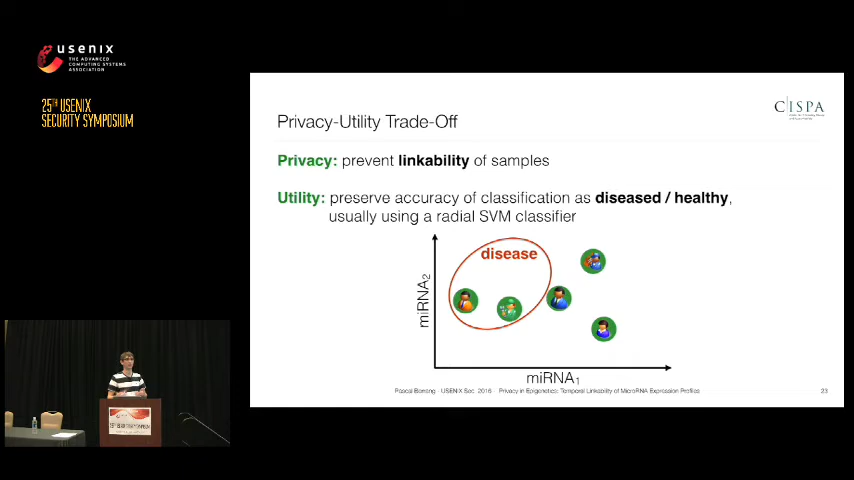 usenix
THE ADVANCED
COMPUTING SYSTEMS
ASSOCIATION
25TH USENIX
SECURITY SYMPOSIUM
CISPA
Privacy-Utility Trade-Off
Privacy: prevent linkability of samples
Utility: preserve accuracy of classification as diseased / healthy,
usually using a radial SVM classifier
disease
miRNA2
miRNA1
Pascal Berrang - USENIX Sec. 2016 - Privacy in Epigenetics: Temporal Linkability of MicroRNA Expression Profiles
23